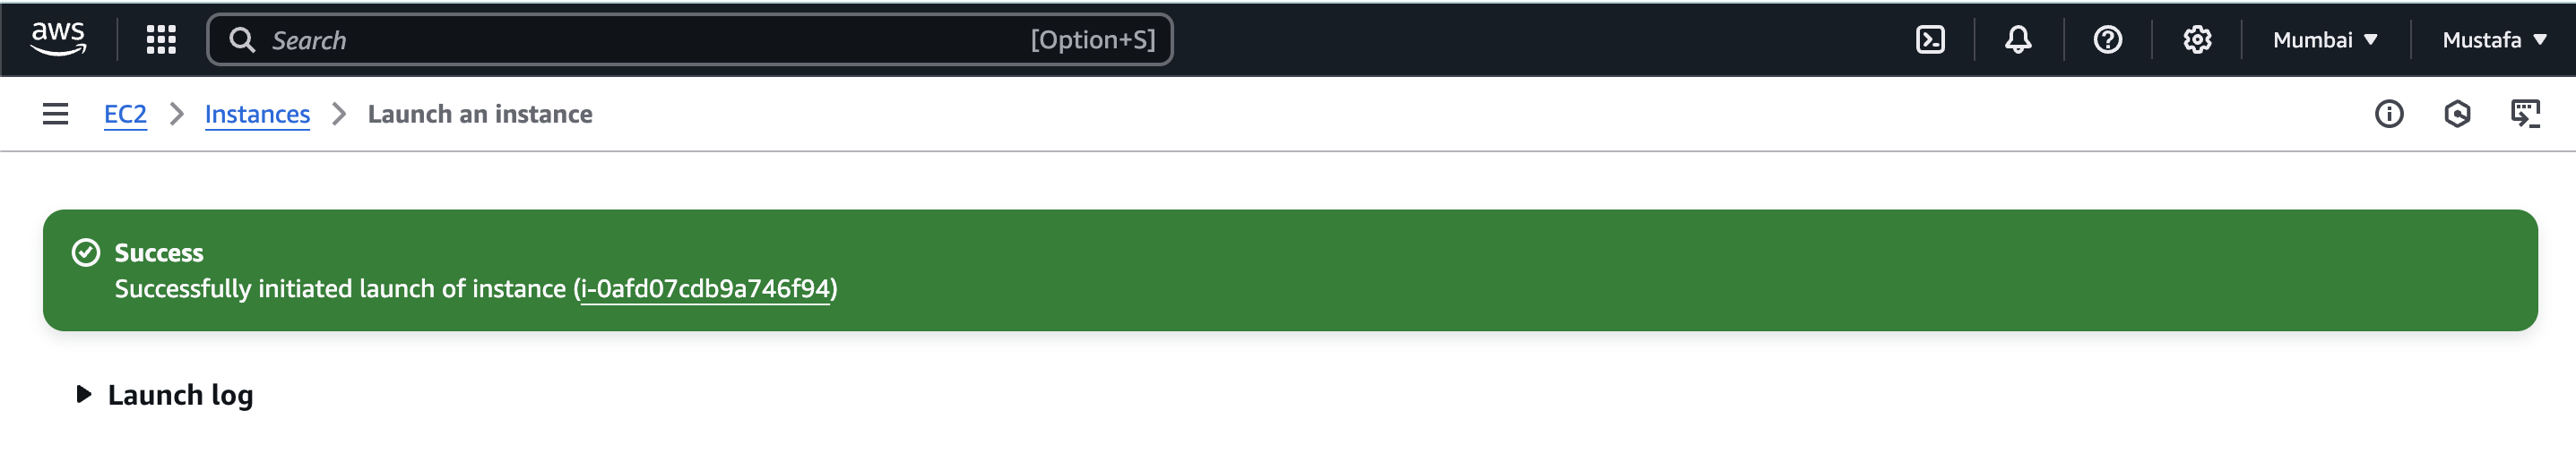 aws
Search [Option+S]
Mumbai
Mustafa
EC2
Instances
Launch an instance
Success
Successfully initiated launch of instance (i-0afd07cdb9a746f94)
Launch log